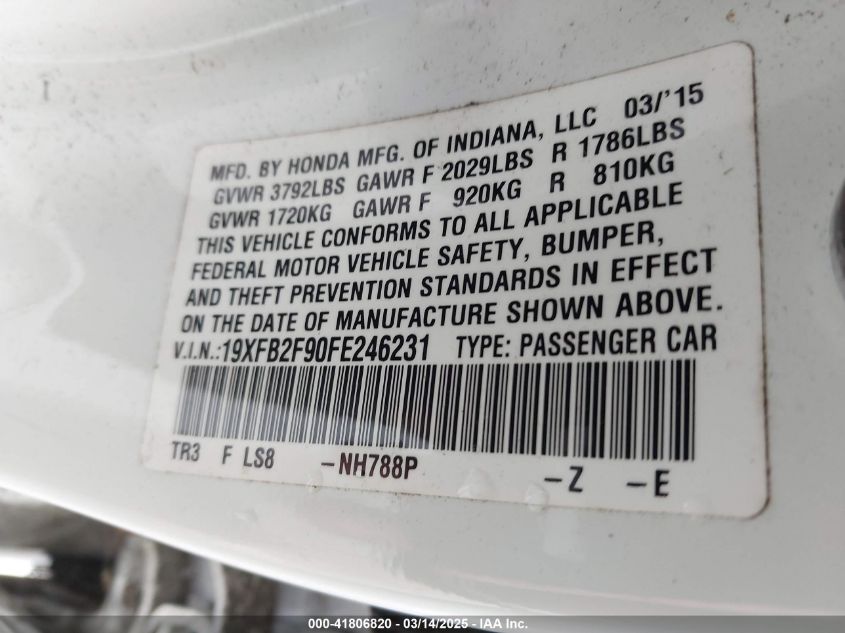 MFD. BY HONDA MFG. OF INDIANA, LLC 03/'15
GVWR 3792LBS GAWR F 2029LBS R 1786LBS
GVWR 1720KG GAWR F 920KG R 810KG
THIS VEHICLE CONFORMS TO ALL APPLICABLE
FEDERAL MOTOR VEHICLE SAFETY, BUMPER,
AND THEFT PREVENTION STANDARDS IN EFFECT
ON THE DATE OF MANUFACTURE SHOWN ABOVE.
V.I.N.:19XFB2F90FE246231 TYPE: PASSENGER CAR
TR3 F LS8 -NH788P -Z -E
000-41806820 - 03/14/2025 - IAA Inc.